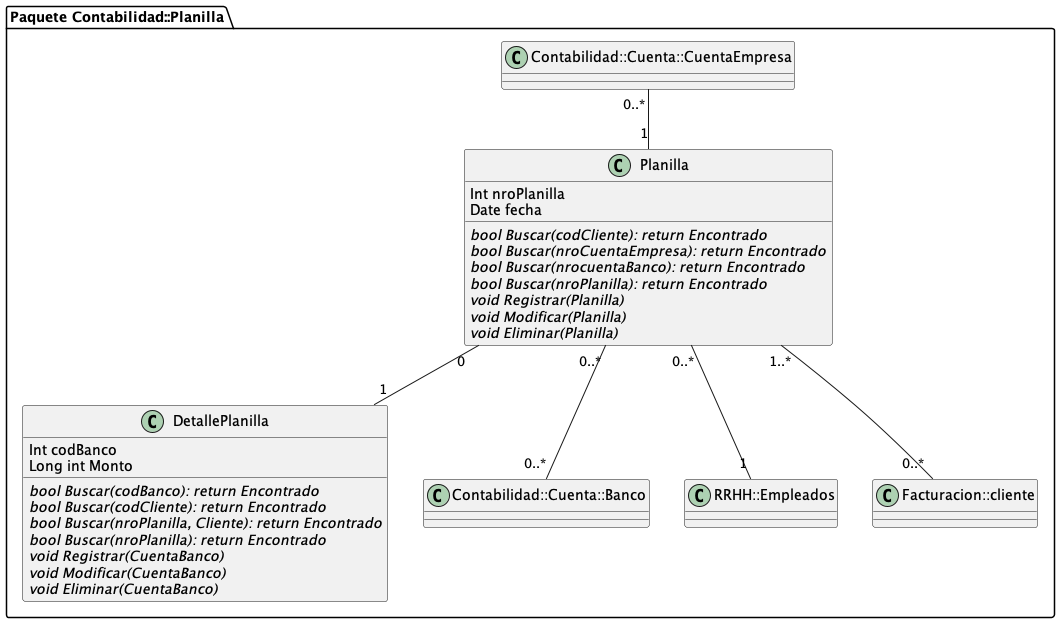 Paquete Contabilidad::Planilla
C Contabilidad::Cuenta::CuentaEmpresa
0..*
1
C Planilla
Int nroPlanilla
Date fecha
bool Buscar(codCliente): return Encontrado
bool Buscar(nroCuentaEmpresa): return Encontrado
bool Buscar(nrocuentaBanco): return Encontrado
bool Buscar(nroPlanilla): return Encontrado
void Registrar(Planilla)
void Modificar(Planilla)
void Eliminar(Planilla)
0 0..* 0..* 1..*
1
C DetallePlanilla
Int codBanco
Long int Monto
bool Buscar(codBanco): return Encontrado
bool Buscar(codCliente): return Encontrado
bool Buscar(nroPlanilla, Cliente): return Encontrado
bool Buscar(nroPlanilla): return Encontrado
void Registrar(CuentaBanco)
void Modificar(CuentaBanco)
void Eliminar(CuentaBanco)
0..* 1 0..*
C Contabilidad::Cuenta::Banco
C RRHH::Empleados
C Facturacion::cliente